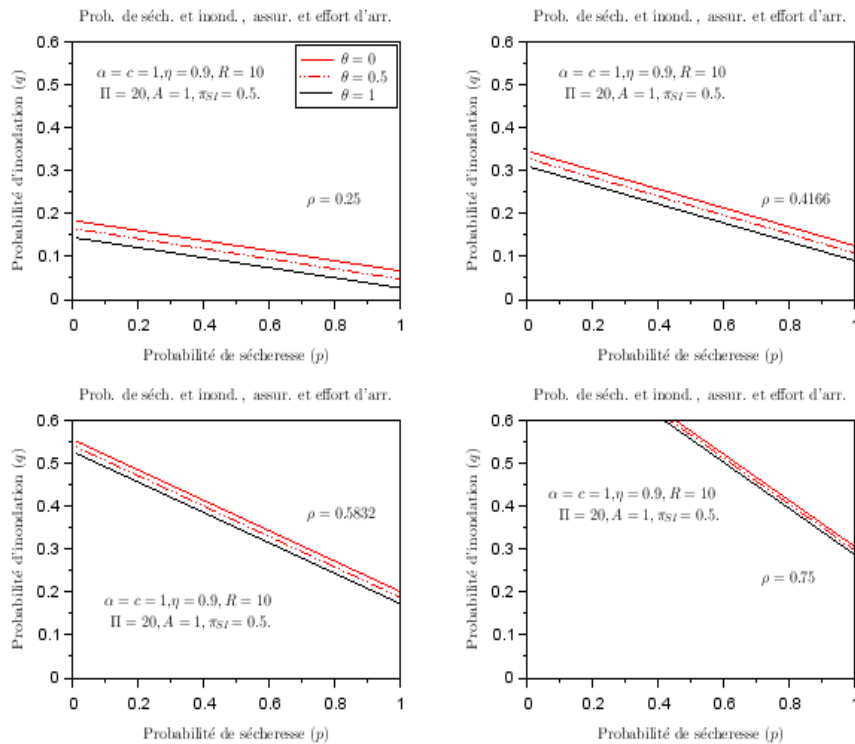 Prob. de séch. et inond., assur. et effort d'arr.
0.6
0.5
0.4
0.3
0.2
0.1
0
Probabilité d'inondation (q)
α = c = 1, η = 0.9, R = 10
Π = 20, A = 1, π_{SI} = 0.5.
θ = 0
θ = 0.5
θ = 1
ρ = 0.25
0 0.2 0.4 0.6 0.8 1
Probabilité de sécheresse (p)
Prob. de séch. et inond., assur. et effort d'arr.
0.6
0.5
0.4
0.3
0.2
0.1
0
Probabilité d'inondation (q)
α = c = 1, η = 0.9, R = 10
Π = 20, A = 1, π_{SI} = 0.5.
ρ = 0.4166
0 0.2 0.4 0.6 0.8 1
Probabilité de sécheresse (p)
Prob. de séch. et inond., assur. et effort d'arr.
0.6
0.5
0.4
0.3
0.2
0.1
0
Probabilité d'inondation (q)
ρ = 0.5832
α = c = 1, η = 0.9, R = 10
Π = 20, A = 1, π_{SI} = 0.5.
0 0.2 0.4 0.6 0.8 1
Probabilité de sécheresse (p)
Prob. de séch. et inond., assur. et effort d'arr.
0.6
0.5
0.4
0.3
0.2
0.1
0
Probabilité d'inondation (q)
α = c = 1, η = 0.9, R = 10
Π = 20, A = 1, π_{SI} = 0.5.
ρ = 0.75
0 0.2 0.4 0.6 0.8 1
Probabilité de sécheresse (p)